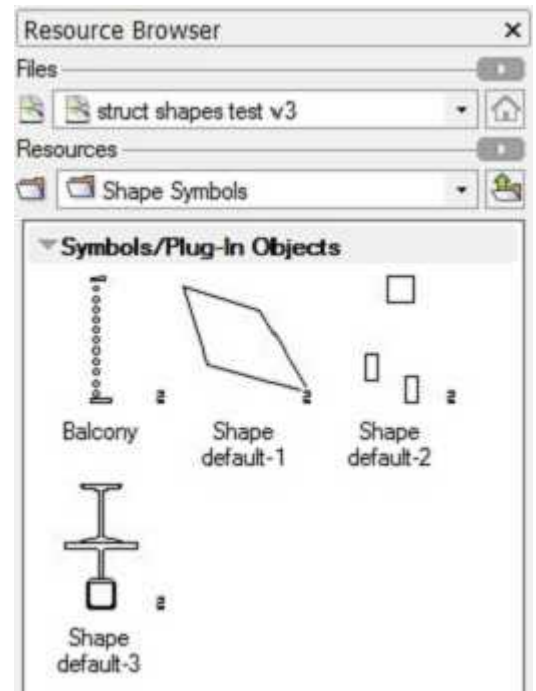 Resource Browser
Files
struct shapes test v3
Resources
Shape Symbols
Symbols/Plug-In Objects
Balcony
Shape
default-1
Shape
default-2
Shape
default-3